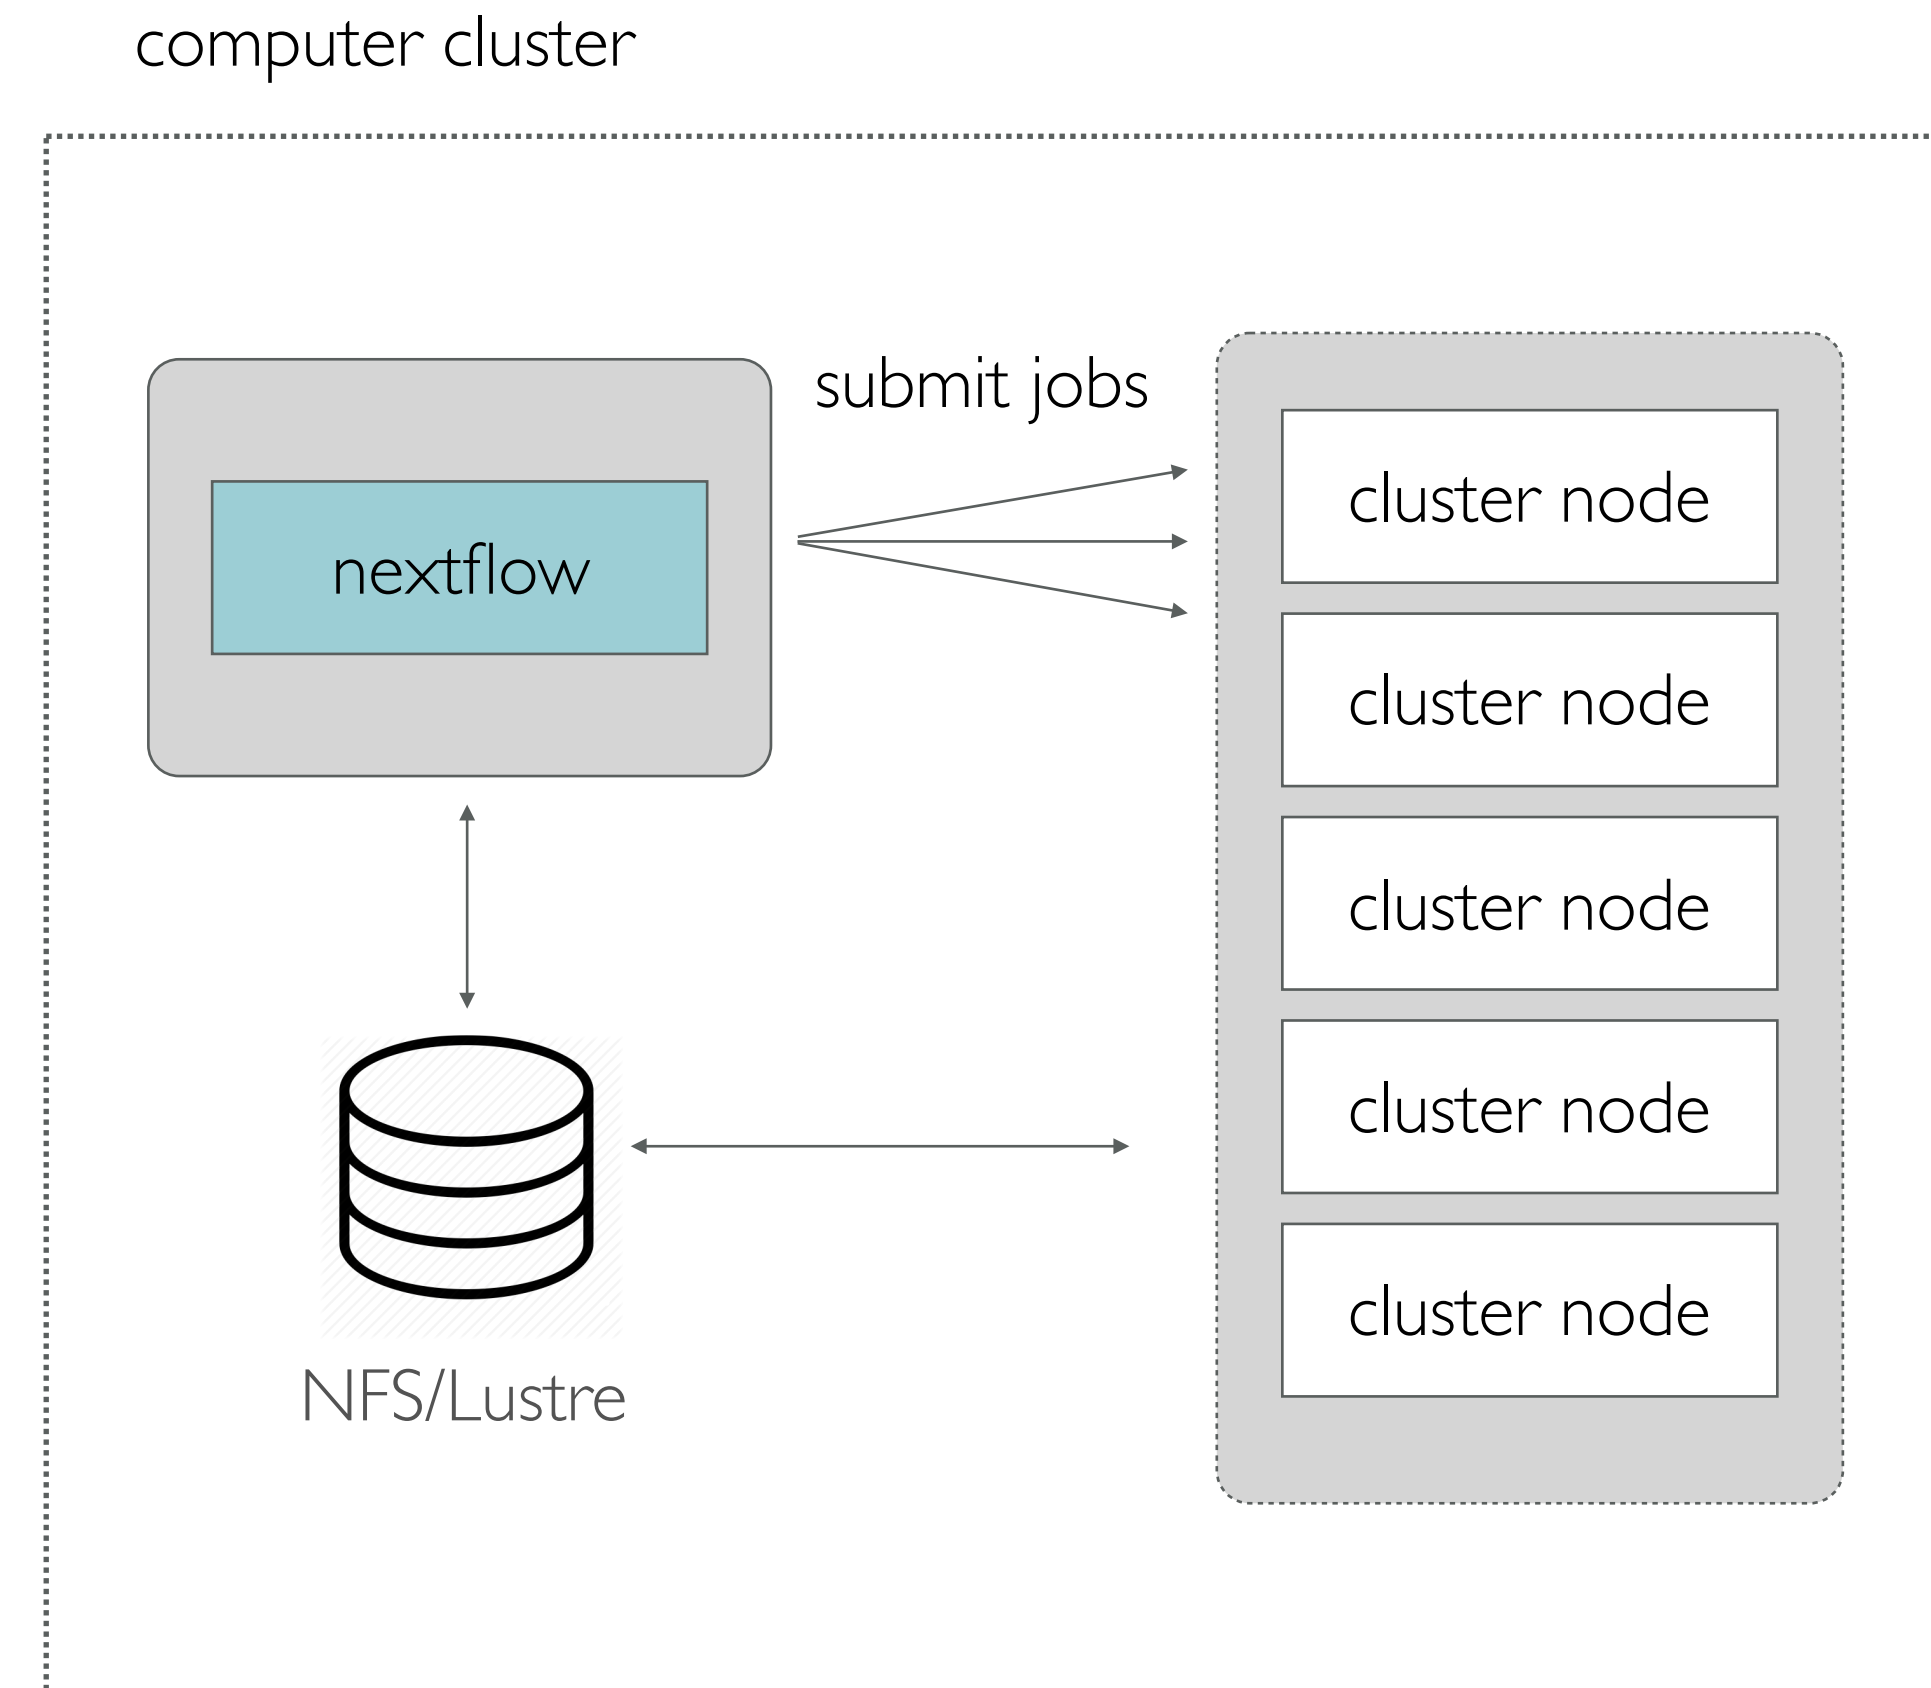 computer cluster
submit jobs
nextflow
cluster node
cluster node
cluster node
cluster node
cluster node
NFS/Lustre